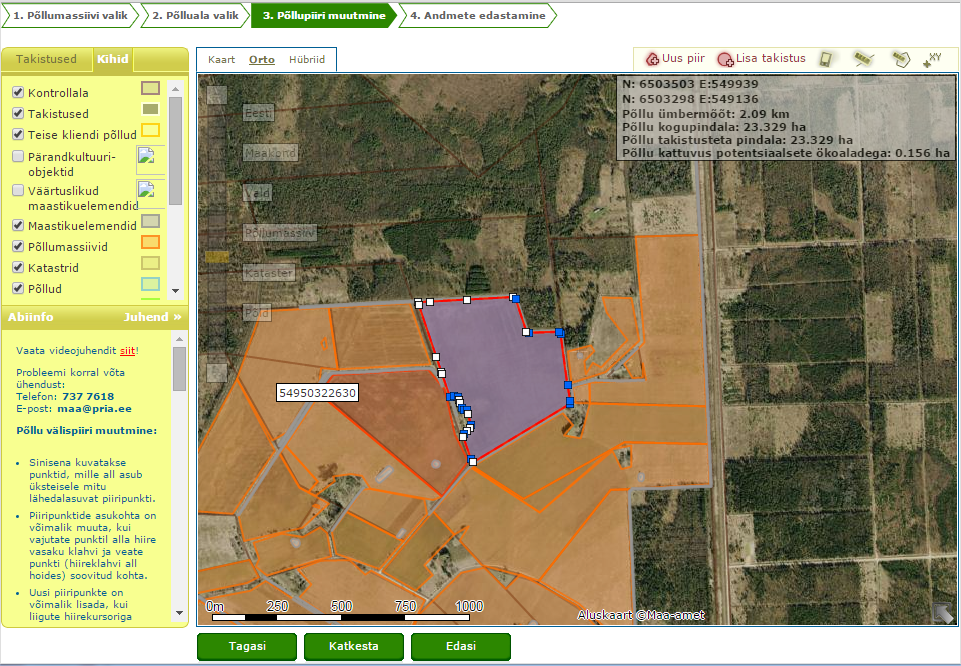 1. Põllumassiivi valik
2. Põlluala valik
3. Põllupiiri muutmine
4. Andmete edastamine
Takistused
Kihid
Kontrollala
Takistused
Teise kliendi põllud
Pärandkultuuri-
objektid
Väärtuslikud
maastikuelemendid
Maastikuelemendid
Põllumassiivid
Katastrid
Põllud
Abiinfo
Juhend »
Vaata videojuhendit siit!
Probleemi korral võta
ühendust:
Telefon: 737 7618
E-post: maa@pria.ee
Põllu välispiiri muutmine:
Sinisena kuvatakse
punktid, mille all asub
üksteisele mitu
lähedalasuvat piiripunkti.
Piiripunktide asukohta on
võimalik muuta, kui
vajutate punktil alla hiire
vasaku klahvi ja veate
punkti (hiireklahvi all
hoides) soovitud kohta.
Uusi piiripunkte on
võimalik lisada, kui
liigute hiirekursoriga
Kaart
Orto
Hübriid
Uus piir
Lisa takistus
XY
N: 6503503 E:549939
N: 6503298 E:549136
Põllu ümbermõõt: 2.09 km
Põllu kogupindala: 23.329 ha
Põllu takistusteta pindala: 23.329 ha
Põllu kattuvus potentsiaalsete ökoaladega: 0.156 ha
Eesti
Maakond
Vald
Põllumassiiv
Kataster
Põld
54950322630
0m 250 500 750 1000
Aluskaart ©Maa-amet
Tagasi
Katkesta
Edasi